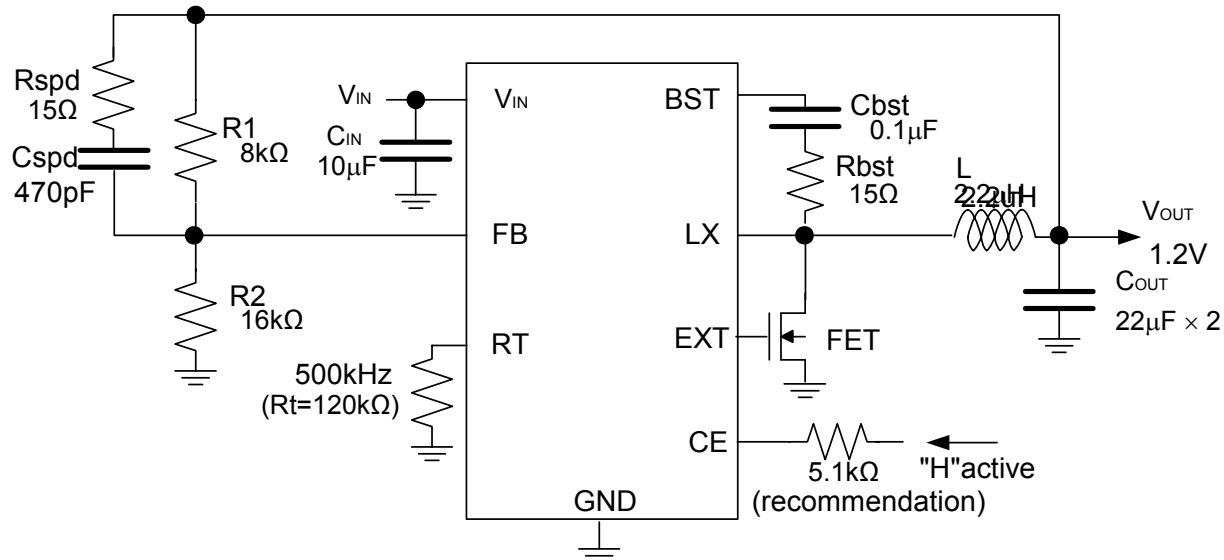 Rspd
15Ω
Cspd
470pF
R1
8kΩ
R2
16kΩ
VIN
CIN
10μF
VIN
FB
RT
500kHz
(Rt=120kΩ)
GND
BST
LX
EXT
CE
Cbst
0.1μF
Rbst
15Ω
L
2.2μH
2.2uH
VOUT
1.2V
COUT
22μF × 2
FET
5.1kΩ
(recommendation)
"H"active